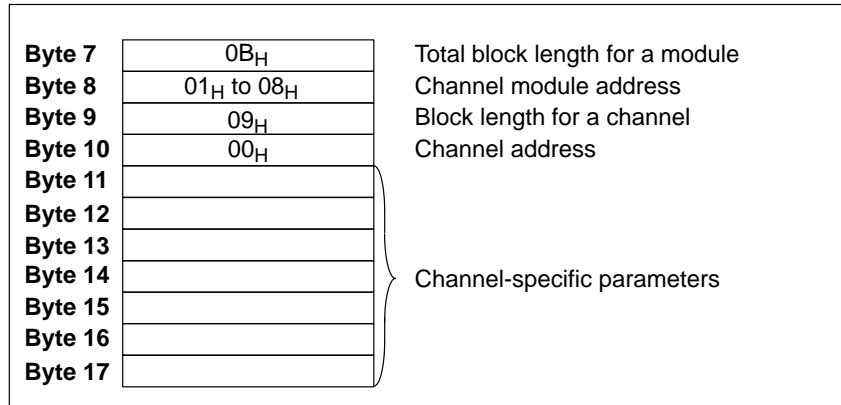 Byte 7 0BH Total block length for a module
Byte 8 01H to 08H Channel module address
Byte 9 09H Block length for a channel
Byte 10 00H Channel address
Byte 11
Byte 12
Byte 13
Byte 14 Channel-specific parameters
Byte 15
Byte 16
Byte 17